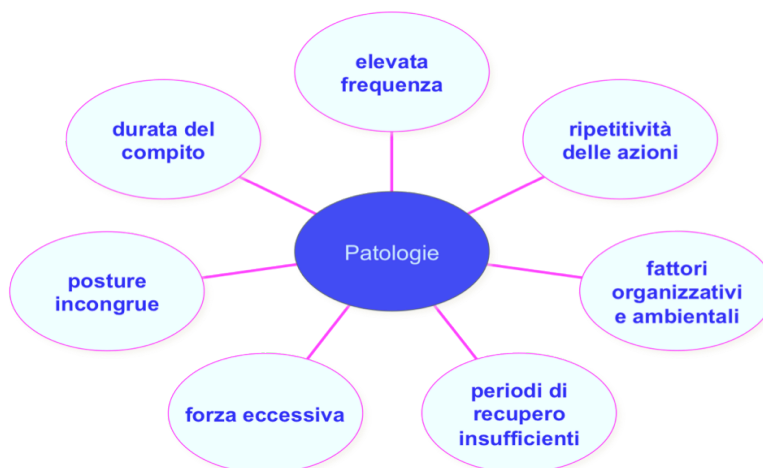 elevata
frequenza
durata del
compito
ripetitività
delle azioni
Patologie
posture
incongrue
fattori
organizzativi
e ambientali
forza eccessiva
periodi di
recupero
insufficienti